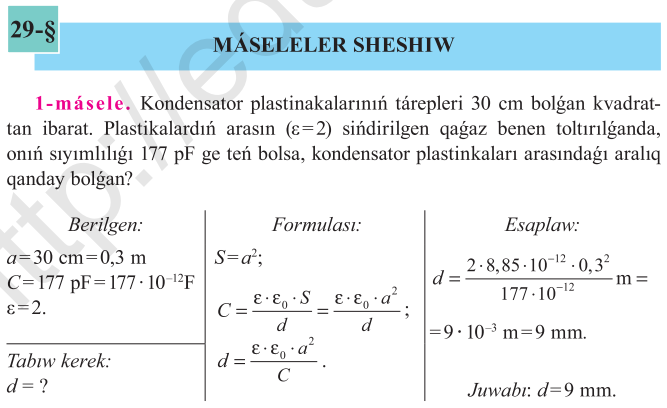 29-§
MÁSELELER SHESHIW
1-másele. Kondensator plastinakalarınıń tárepleri 30 cm bolǵan kvadrat-
tan ibarat. Plastikalardıń arasın (ε=2) sińdirilgen qaǵaz benen toltırılǵanda,
onıń sıyımlılıǵı 177 pF ge teń bolsa, kondensator plastinkaları arasındaǵı aralıq
qanday bolǵan?
Berilgen:
a=30 cm=0,3 m
C=177 pF=177·10⁻¹²F
ε=2.
Tabıw kerek:
d = ?
Formulası:
S=a²;
C = ε·ε₀·S / d = ε·ε₀·a² / d ;
d = ε·ε₀·a² / C .
Esaplaw:
d = 2·8,85·10⁻¹²·0,3² / 177·10⁻¹² m =
=9·10⁻³ m=9 mm.
Juwabı: d=9 mm.